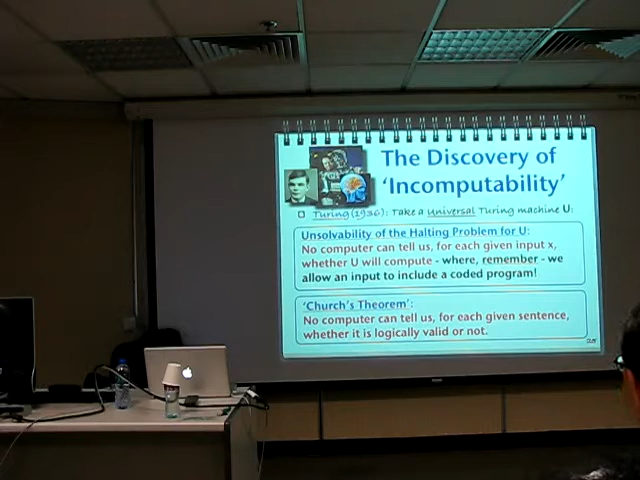 The Discovery of
'Incomputability'
Turing (1936): Take a universal Turing machine U:
Unsolvability of the Halting Problem for U:
No computer can tell us, for each given input x,
whether U will compute - where, remember - we
allow an input to include a coded program!
'Church's Theorem':
No computer can tell us, for each given sentence,
whether it is logically valid or not.